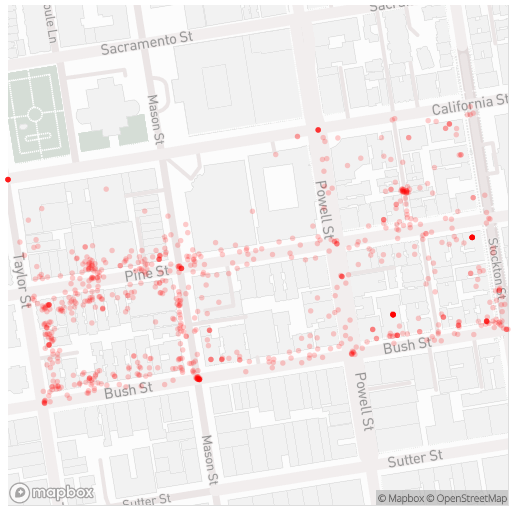 oule Ln
Sacramento St
Sacra
California St
Mason St
Powell St
Taylor St
Pine St
Stockton St
Bush St
Bush St
Powell St
Mason St
Sutter St
Sutter St
mapbox
© Mapbox © OpenStreetMap